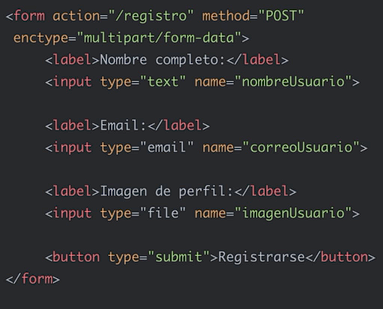 <form action="/registro" method="POST"
enctype="multipart/form-data">
<label>Nombre completo:</label>
<input type="text" name="nombreUsuario">
<label>Email:</label>
<input type="email" name="correoUsuario">
<label>Imagen de perfil:</label>
<input type="file" name="imagenUsuario">
<button type="submit">Registrarse</button>
</form>